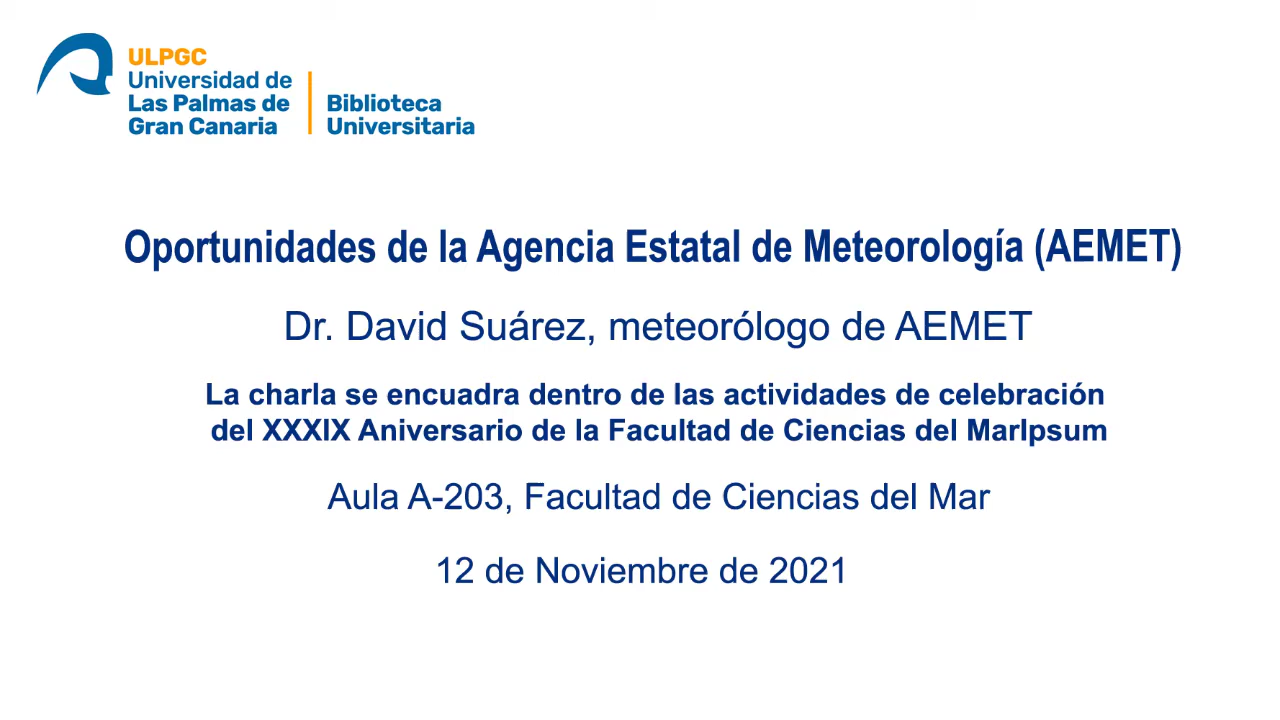 ULPGC
Universidad de
Las Palmas de
Gran Canaria
Biblioteca
Universitaria
Oportunidades de la Agencia Estatal de Meteorología (AEMET)
Dr. David Suárez, meteorólogo de AEMET
La charla se encuadra dentro de las actividades de celebración
del XXXIX Aniversario de la Facultad de Ciencias del MarIpsum
Aula A-203, Facultad de Ciencias del Mar
12 de Noviembre de 2021